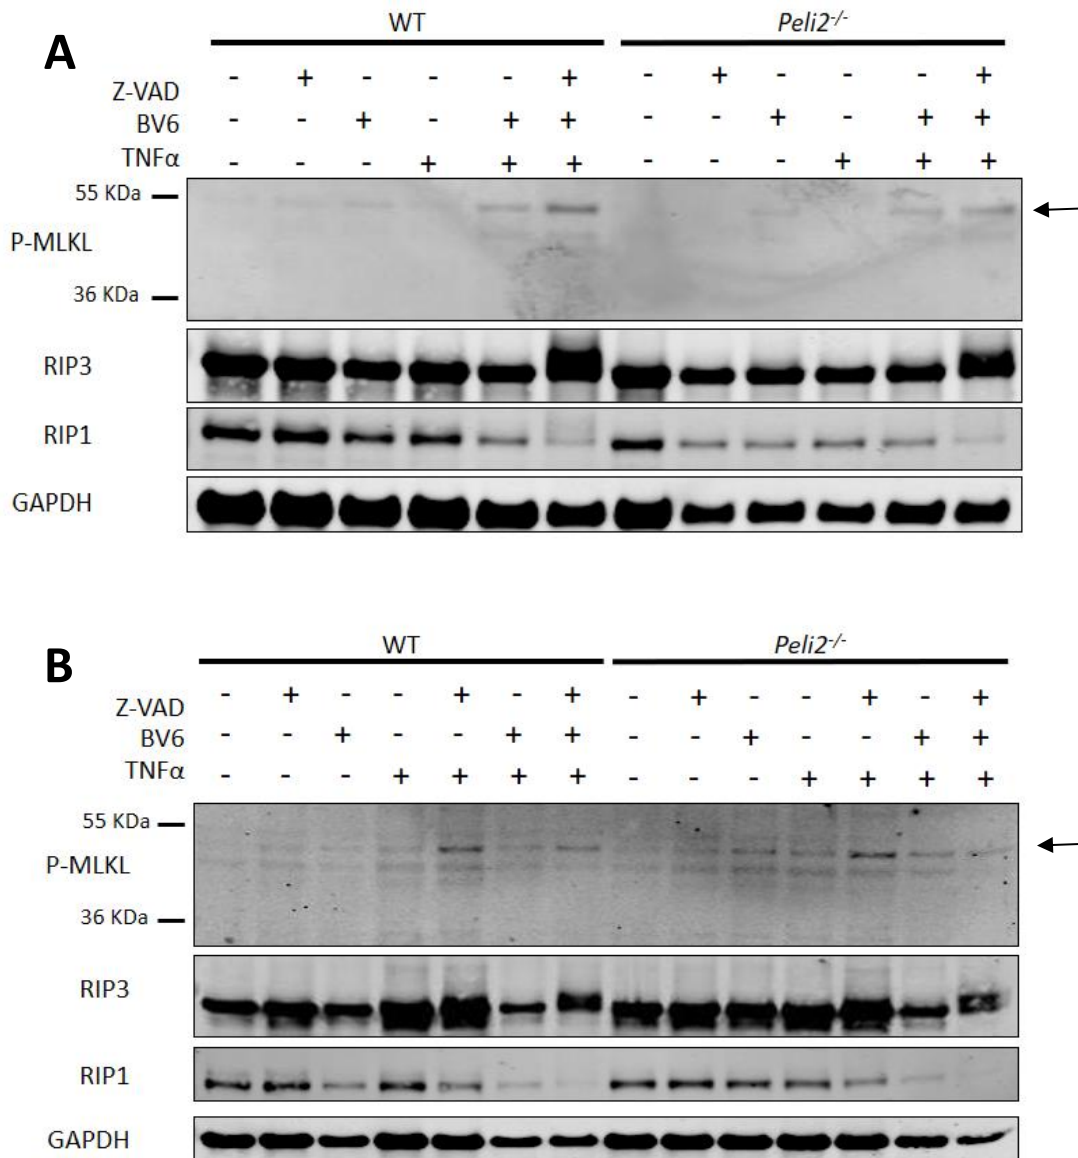 A
WT Peli2-/-
Z-VAD - + - - - + - + - - - +
BV6 - - + - + + - - + - + +
TNFα - - - + + + - - - + + +
55 KDa
P-MLKL
36 KDa
RIP3
RIP1
GAPDH
B
WT Peli2-/-
Z-VAD - + - - + - + - + - - + - +
BV6 - - + - - + + - - + - - + +
TNFα - - - + + + + - - - + + + +
55 KDa
P-MLKL
36 KDa
RIP3
RIP1
GAPDH